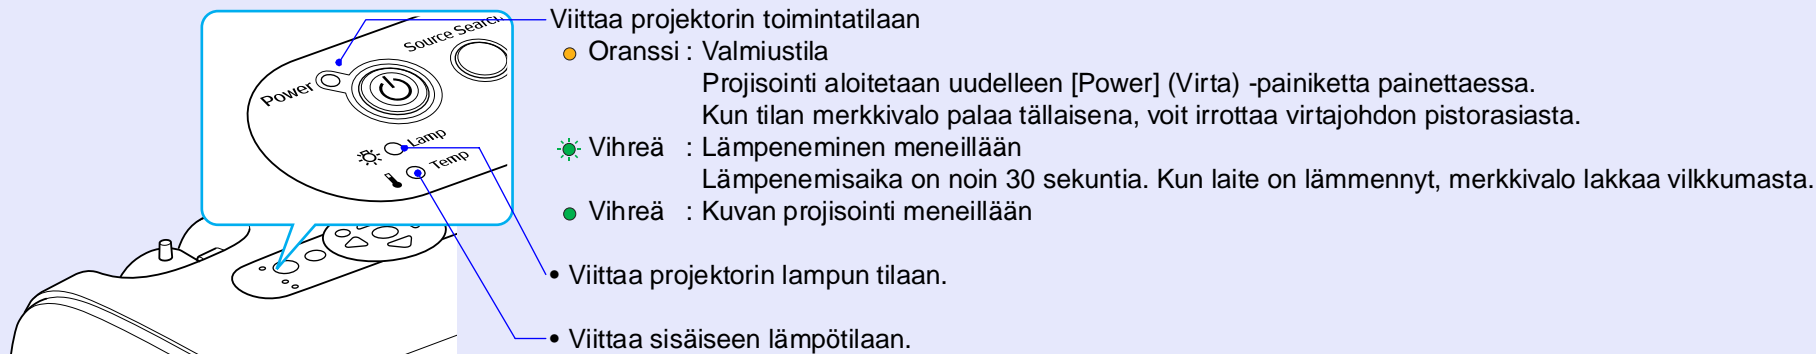 Source Search
Power
Lamp
Temp
Viittaa projektorin toimintatilaan
Oranssi : Valmiustila
Projisointi aloitetaan uudelleen [Power] (Virta) -painiketta painettaessa.
Kun tilan merkkivalo palaa tällaisena, voit irrottaa virtajohdon pistorasiasta.
Vihreä : Lämpeneminen meneillään
Lämpenemisaika on noin 30 sekuntia. Kun laite on lämmennyt, merkkivalo lakkaa vilkkumasta.
Vihreä : Kuvan projisointi meneillään
• Viittaa projektorin lampun tilaan.
• Viittaa sisäiseen lämpötilaan.